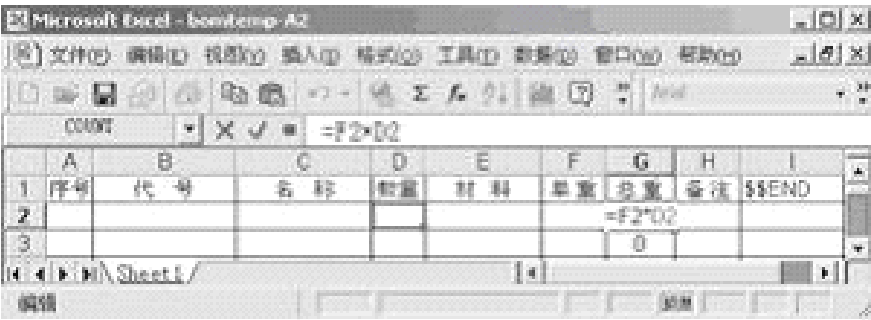 Microsoft Excel - bomtemp-A2
文件(F) 编辑(E) 视图(V) 插入(I) 格式(O) 工具(T) 数据(D) 窗口(W) 帮助(H)
Arial
COUNT =F2*D2
A B C D E F G H I
1 序号 代 号 名 称 数量 材 料 单重 总重 备注 $$END
2 =F2*D2
3 0
Sheet1
编辑